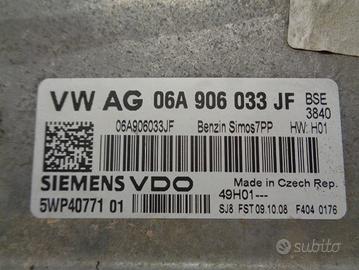 VW AG 06A 906 033 JF BSE
3840
06A906033JF Benzin Simos7PP HW: H01
SIEMENS VDO Made in Czech Rep.
49H01---
5WP40771 01 SJ8 FST 09.10.08 F404 0176
subito